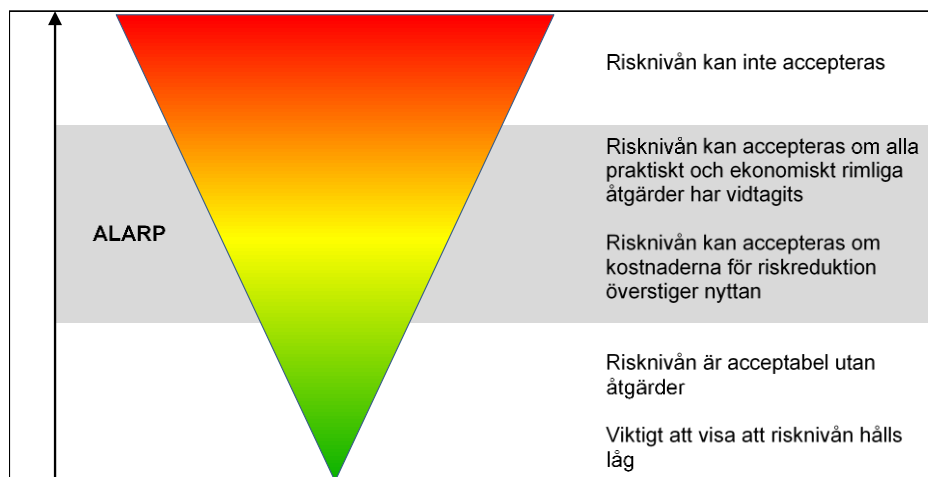 Risknivån kan inte accepteras
Risknivån kan accepteras om alla
praktiskt och ekonomiskt rimliga
åtgärder har vidtagits
ALARP
Risknivån kan accepteras om
kostnaderna för riskreduktion
överstiger nyttan
Risknivån är acceptabel utan
åtgärder
Viktigt att visa att risknivån hålls
låg